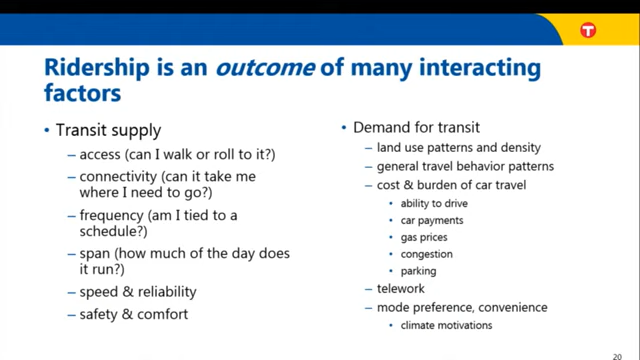 T
Ridership is an outcome of many interacting
factors
• Transit supply
– access (can I walk or roll to it?)
– connectivity (can it take me
where I need to go?)
– frequency (am I tied to a
schedule?)
– span (how much of the day does
it run?)
– speed & reliability
– safety & comfort
• Demand for transit
– land use patterns and density
– general travel behavior patterns
– cost & burden of car travel
• ability to drive
• car payments
• gas prices
• congestion
• parking
– telework
– mode preference, convenience
• climate motivations
20